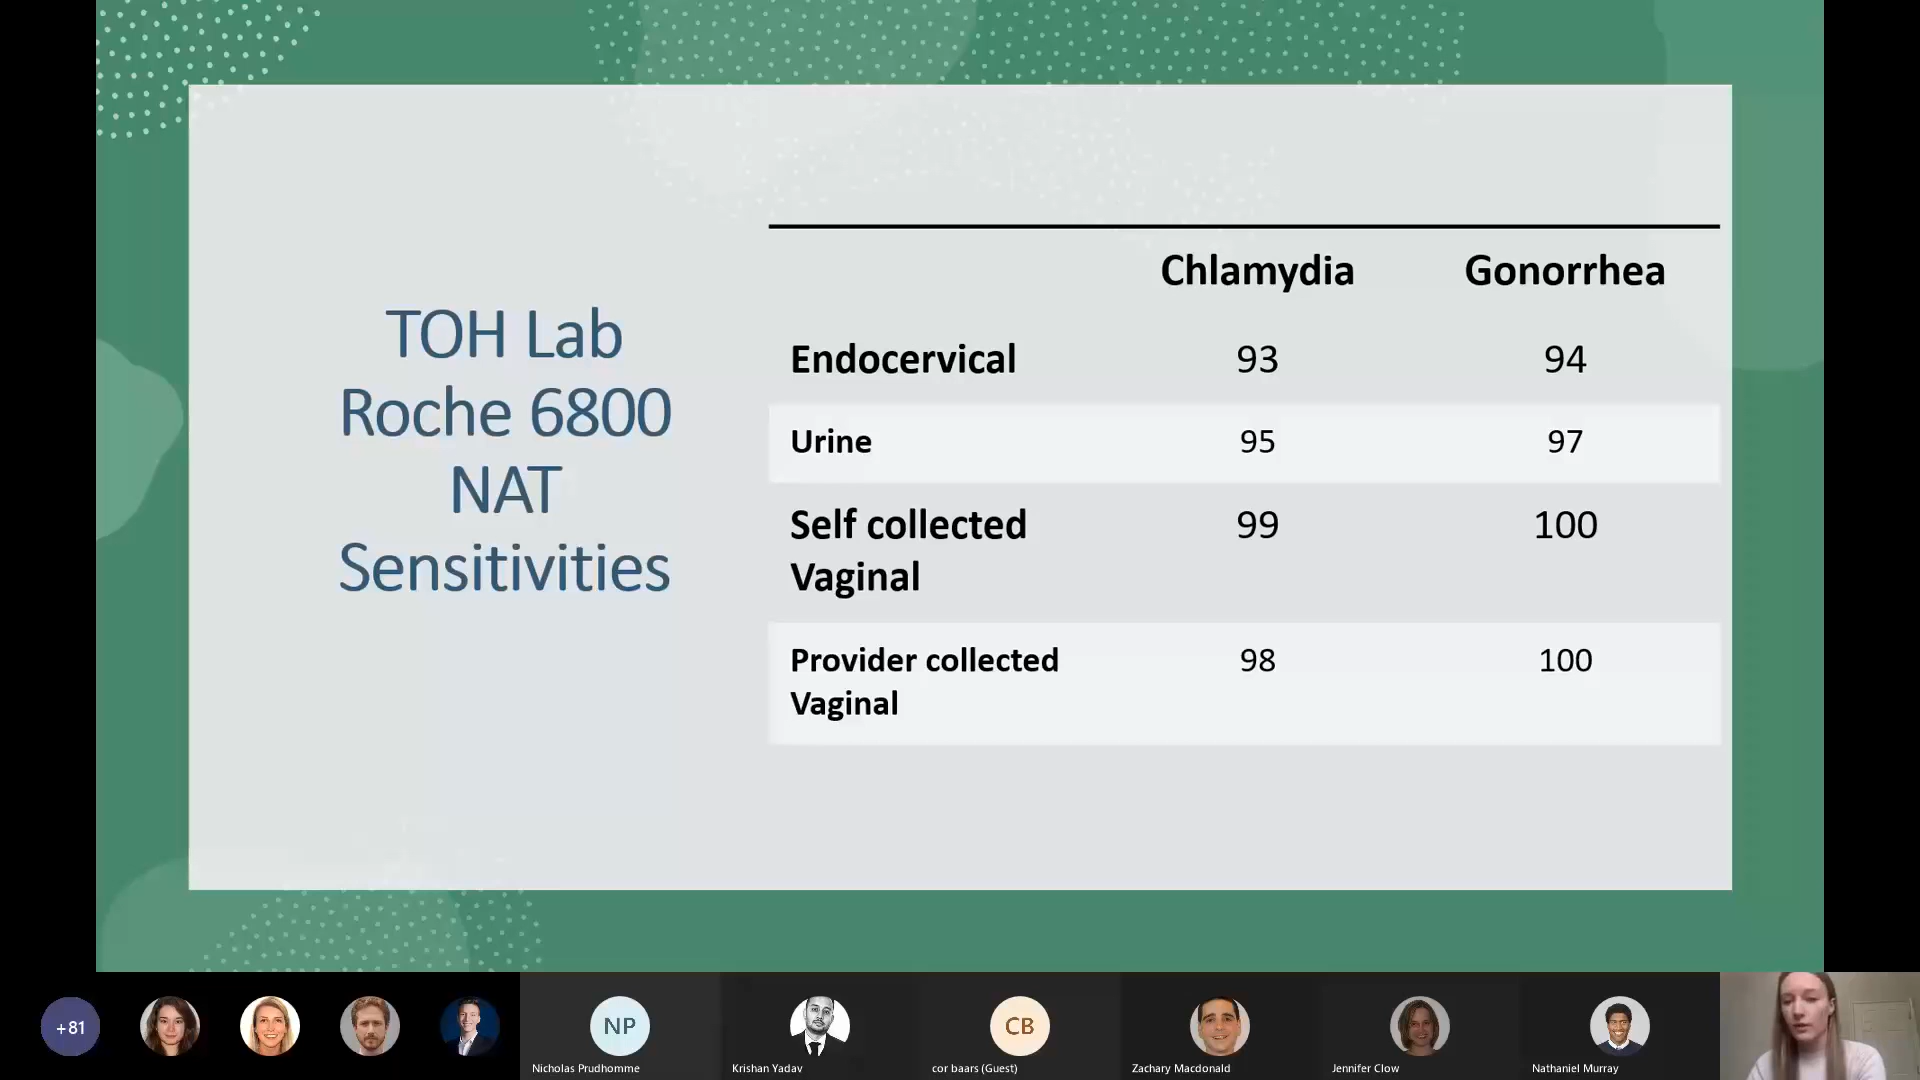 TOH Lab
Roche 6800
NAT
Sensitivities
Chlamydia Gonorrhea
Endocervical 93 94
Urine 95 97
Self collected 99 100
Vaginal
Provider collected 98 100
Vaginal
+81
NP
CB
Nicholas Prudhomme
Krishan Yadav
cor baars (Guest)
Zachary Macdonald
Jennifer Clow
Nathaniel Murray